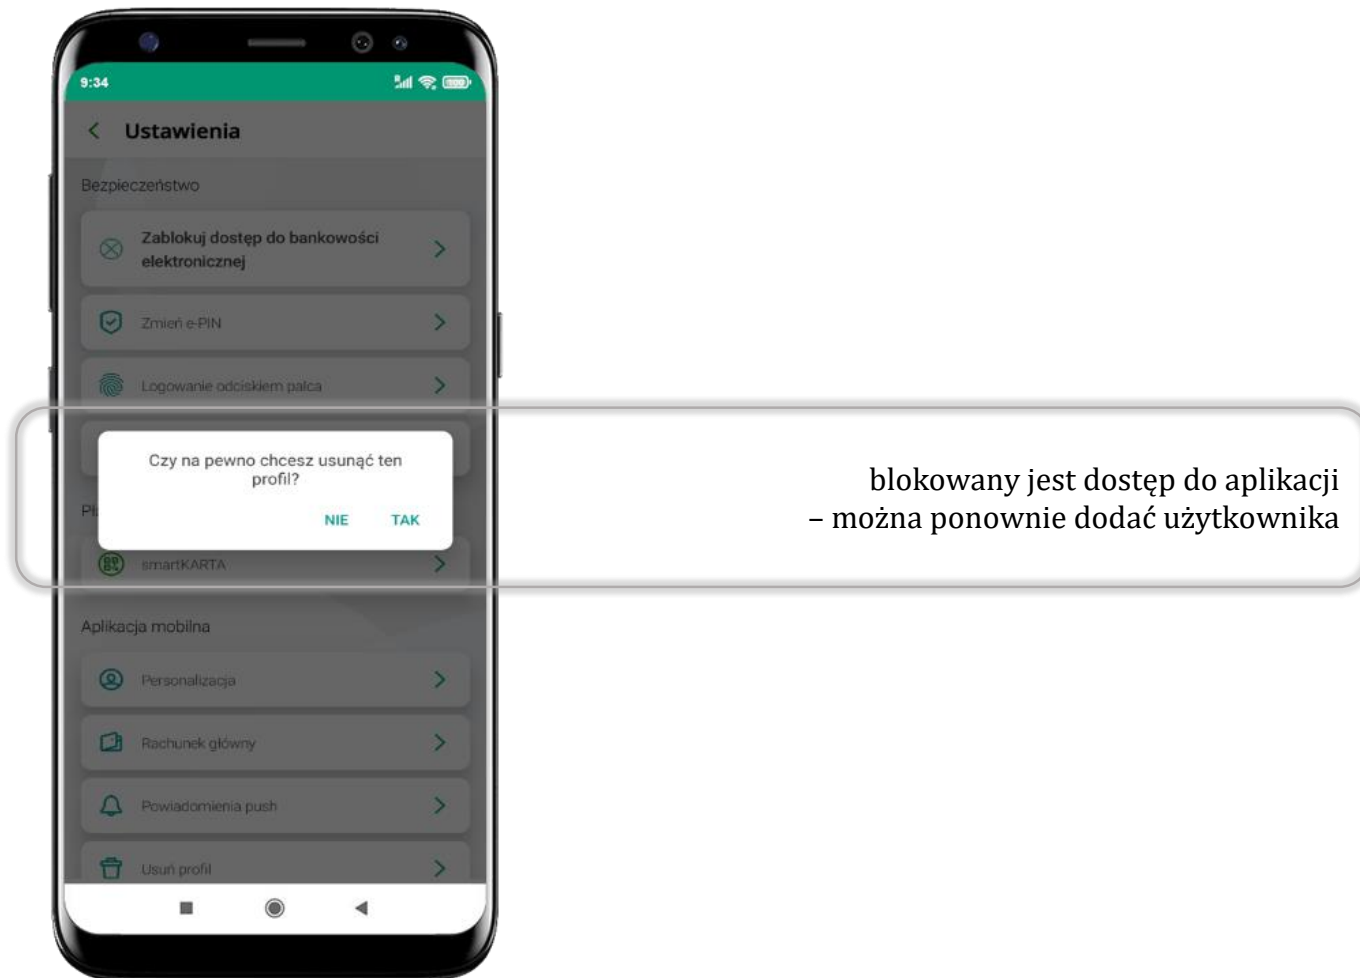 9:34
Ustawienia
Bezpieczeństwo
Zablokuj dostęp do bankowości
elektronicznej
Zmień e-PIN
Logowanie odciskiem palca
Czy na pewno chcesz usunąć ten
profil?
NIE TAK
smartKARTA
Aplikacja mobilna
Personalizacja
Rachunek główny
Powiadomienia push
Usuń profil
blokowany jest dostęp do aplikacji
– można ponownie dodać użytkownika